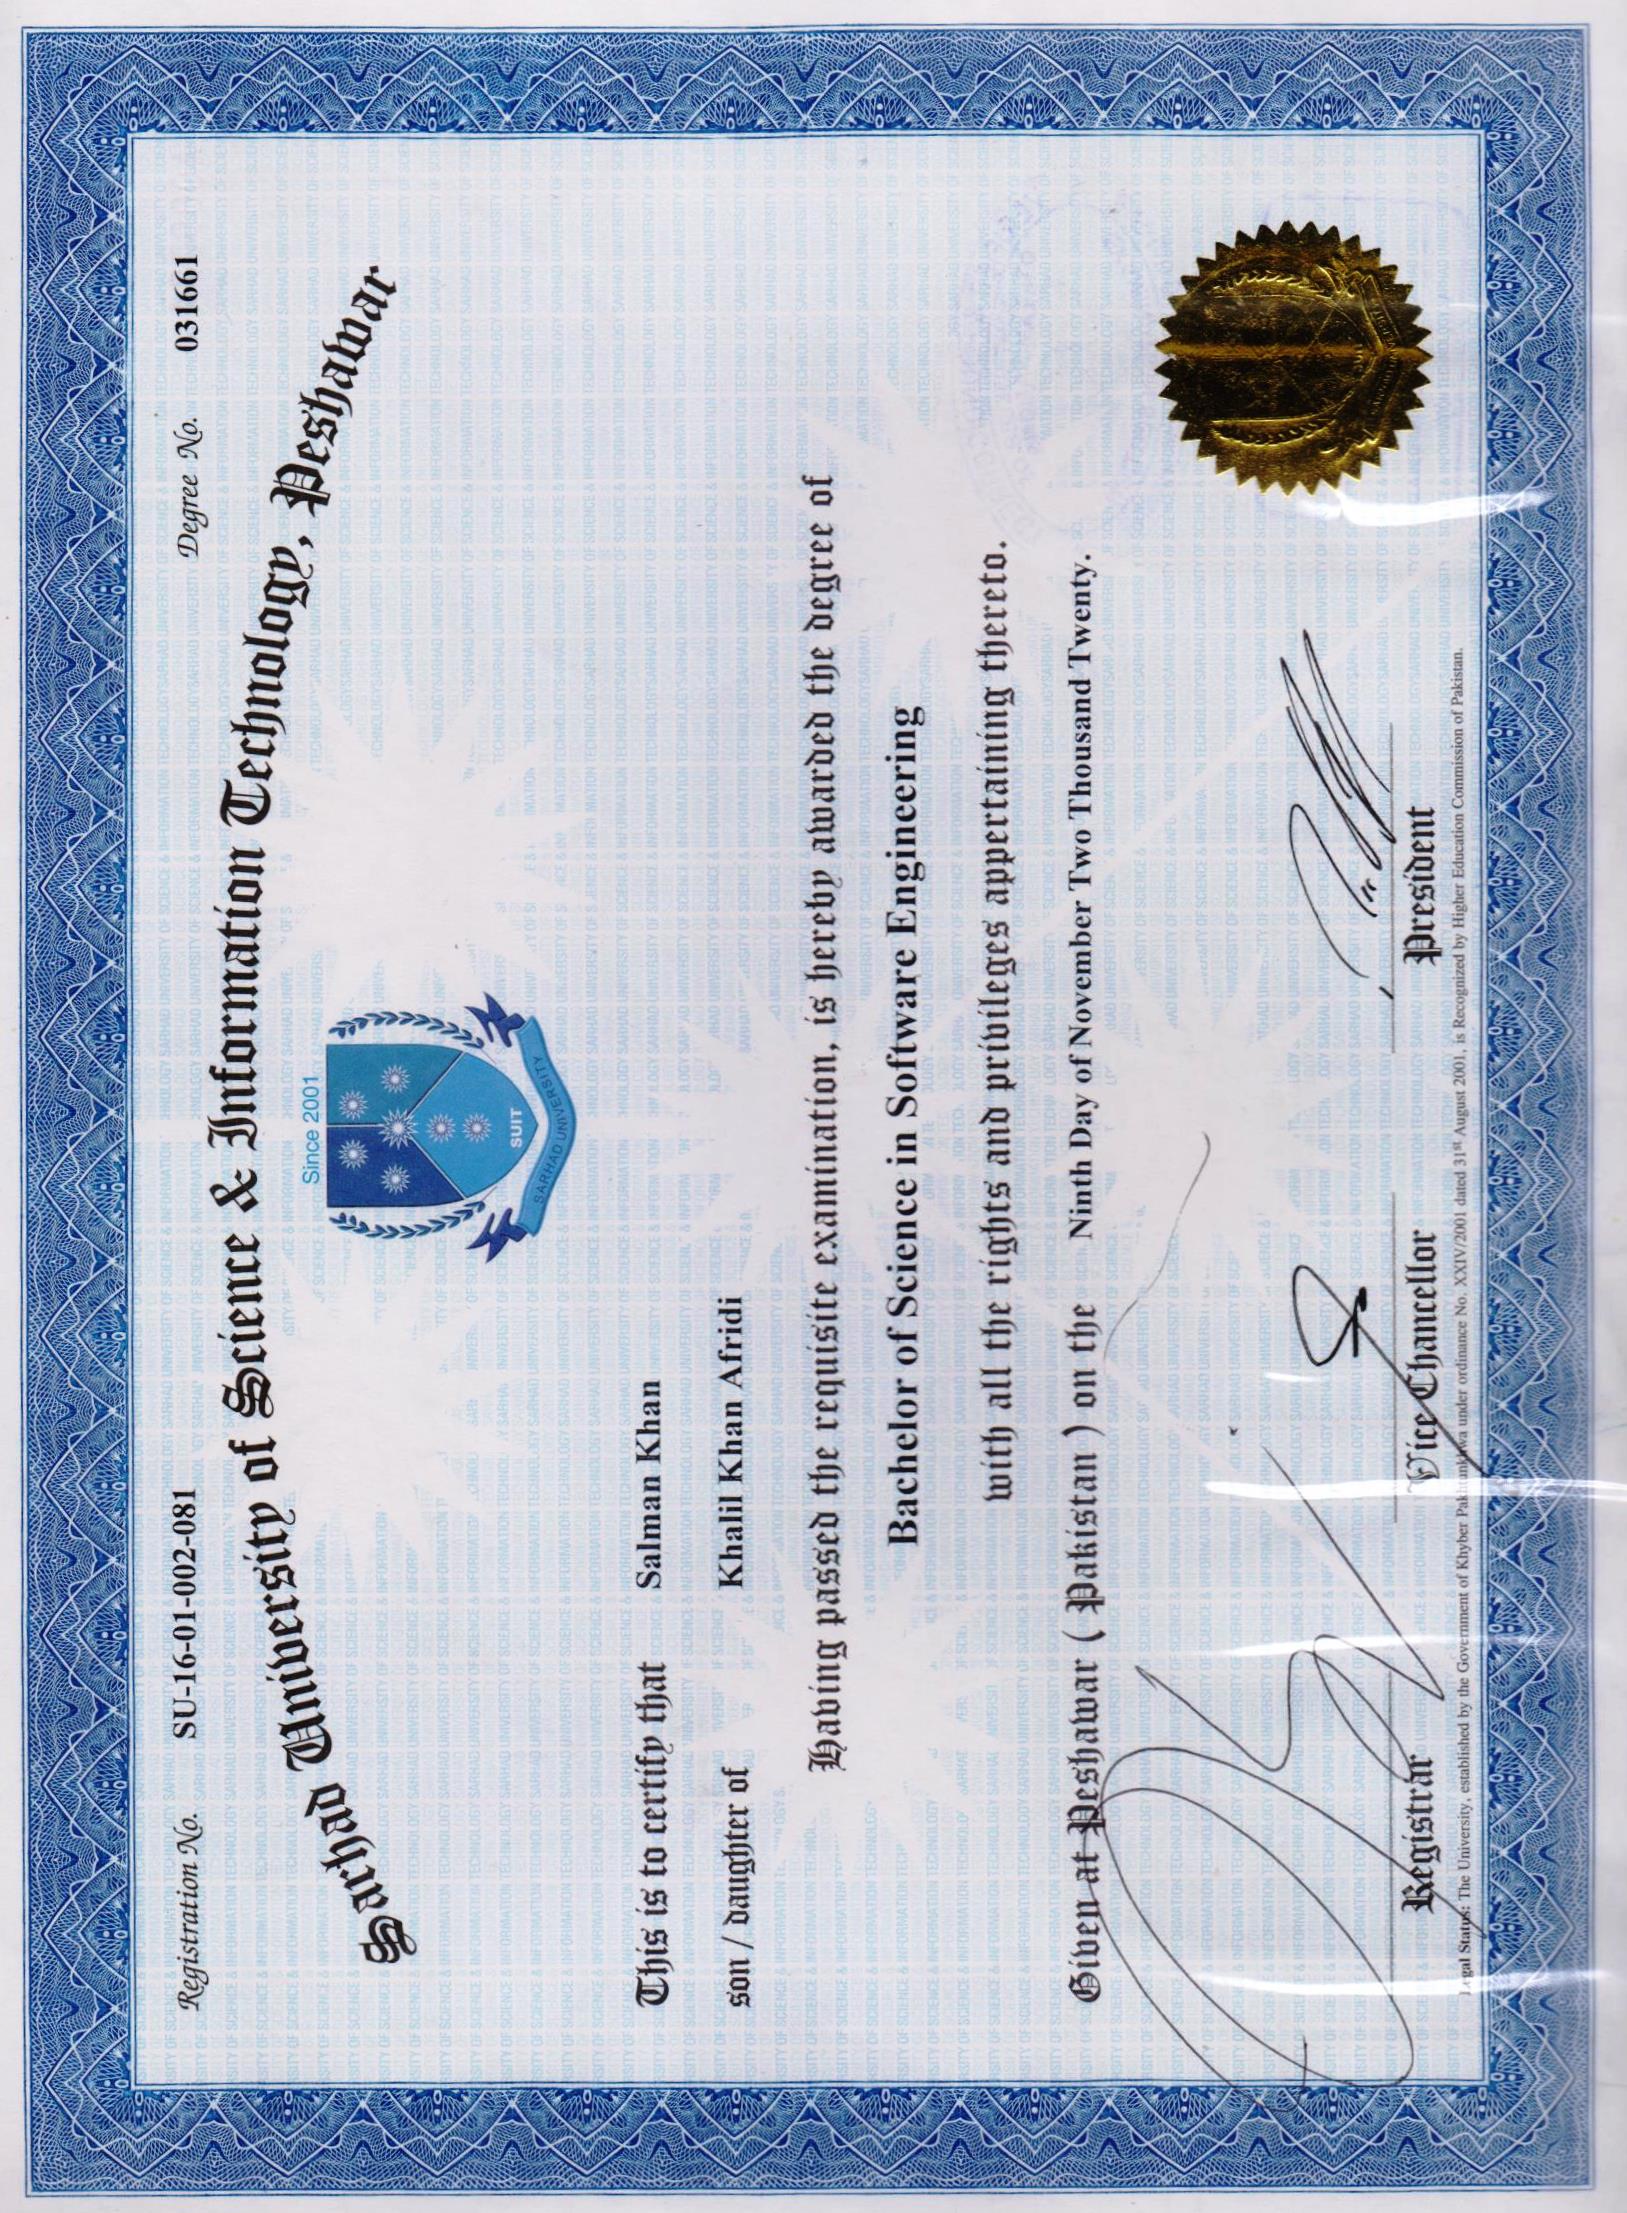 Registration No. SU-16-01-002-081 Degree No. 031661
Sarhad University of Science & Information Technology, Peshawar
Since 2001
SUIT
SARHAD UNIVERSITY
This is to certify that Salman Khan
son / daughter of Khalil Khan Afridi
Having passed the requisite examination, is hereby awarded the degree of
Bachelor of Science in Software Engineering
with all the rights and privileges appertaining thereto.
Given at Peshawar ( Pakistan ) on the Ninth Day of November Two Thousand Twenty.
Registrar Vice Chancellor President
Legal Status: The University, established by the Government of Khyber Pakhtunkhwa under ordinance No. XXIV/2001 dated 31st August 2001, is Recognized by Higher Education Commission of Pakistan.